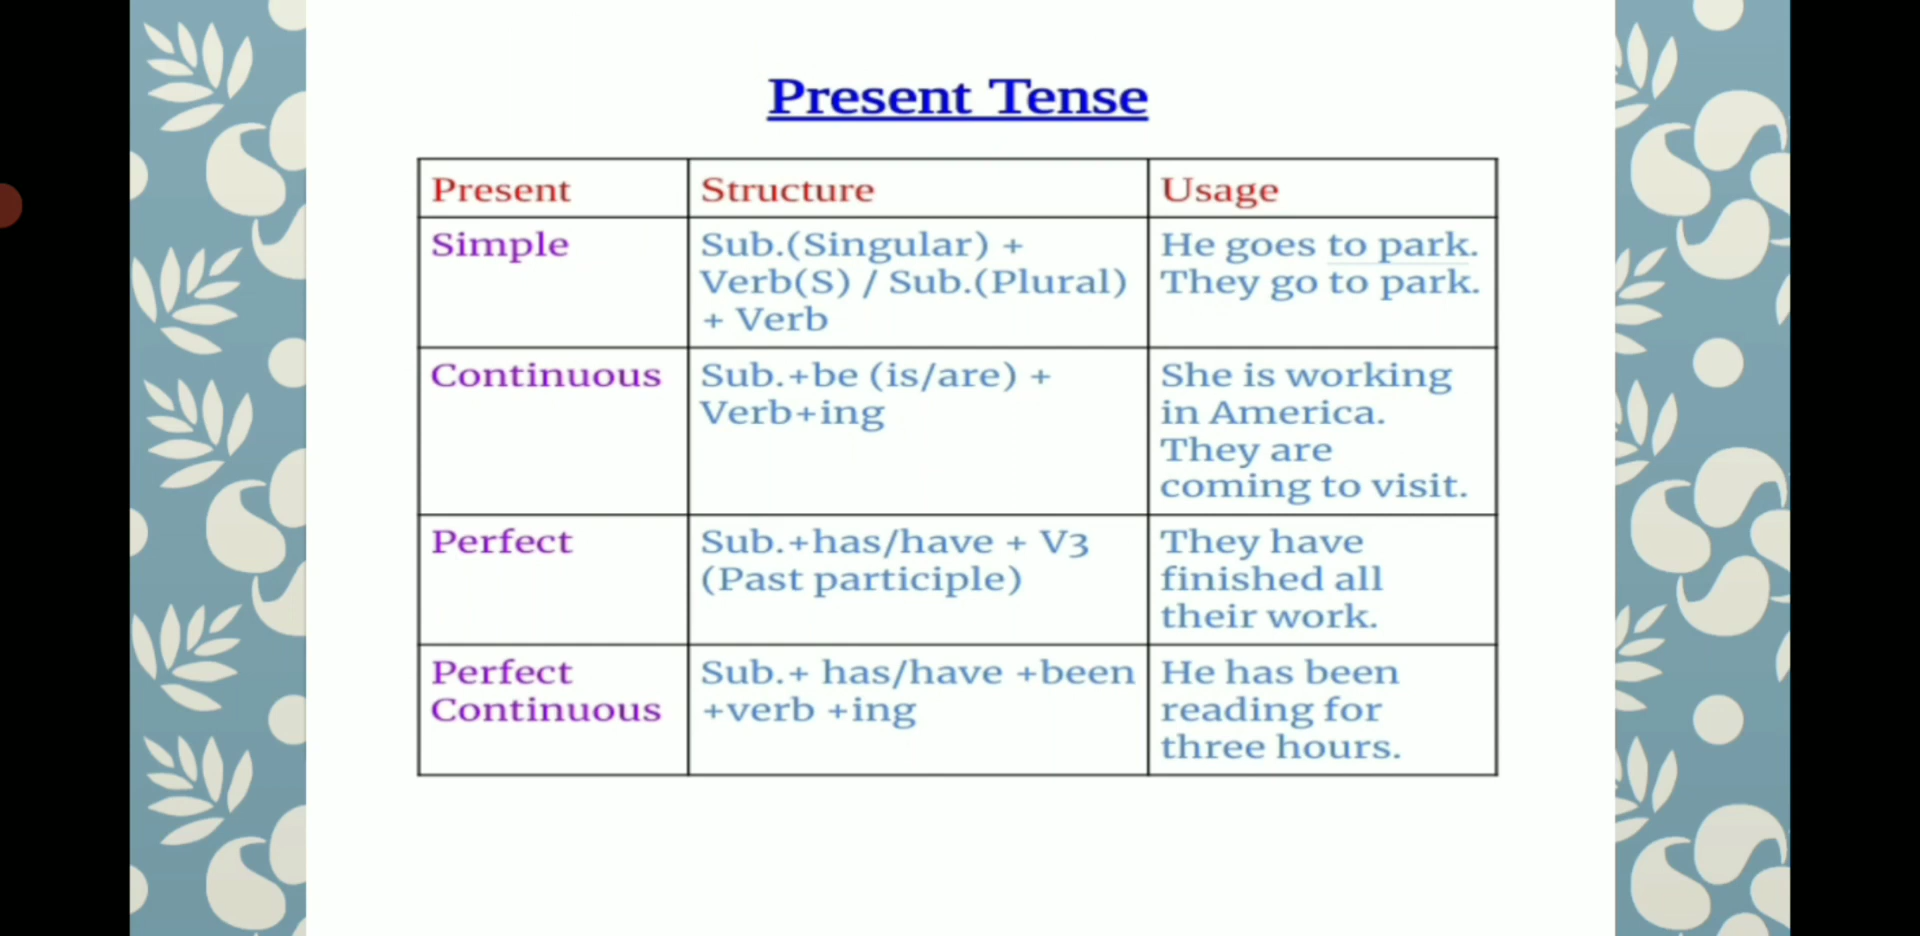 Present Tense
Present Structure Usage
Simple
Sub.(Singular) +
Verb(S) / Sub.(Plural)
+ Verb
He goes to park.
They go to park.
Continuous
Sub.+be (is/are) +
Verb+ing
She is working
in America.
They are
coming to visit.
Perfect
Sub.+has/have + V3
(Past participle)
They have
finished all
their work.
Perfect
Continuous
Sub.+ has/have +been
+verb +ing
He has been
reading for
three hours.